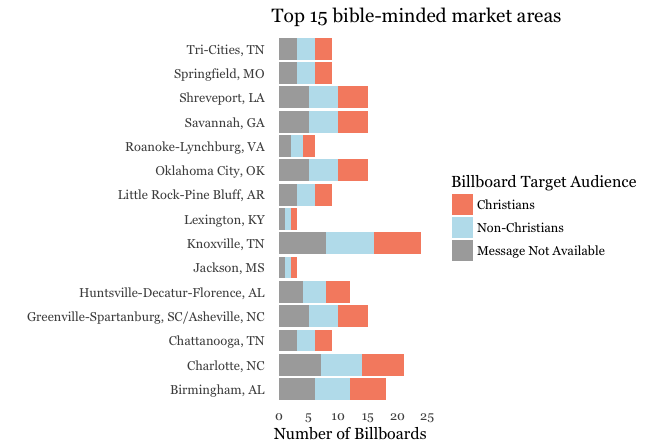 Top 15 bible-minded market areas
Tri-Cities, TN
Springfield, MO
Shreveport, LA
Savannah, GA
Roanoke-Lynchburg, VA
Oklahoma City, OK
Little Rock-Pine Bluff, AR
Lexington, KY
Knoxville, TN
Jackson, MS
Huntsville-Decatur-Florence, AL
Greenville-Spartanburg, SC/Asheville, NC
Chattanooga, TN
Charlotte, NC
Birmingham, AL
0 5 10 15 20 25
Number of Billboards
Billboard Target Audience
Christians
Non-Christians
Message Not Available